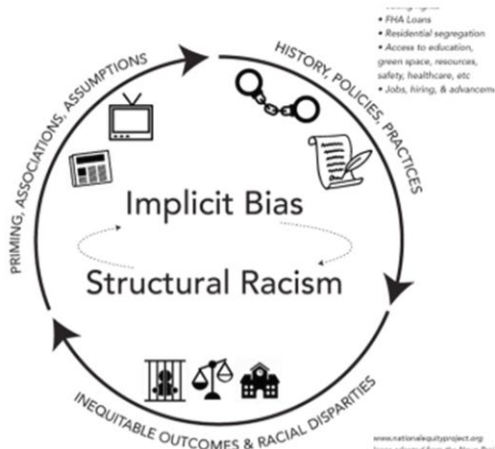 • FHA Loans
• Residential segregation
• Access to education,
green space, resources,
safety, healthcare, etc
• Jobs, hiring, & advanceme
HISTORY, POLICIES, PRACTICES
PRIMING, ASSOCIATIONS, ASSUMPTIONS
Implicit Bias
Structural Racism
INEQUITABLE OUTCOMES & RACIAL DISPARITIES
www.nationalequityproject.org